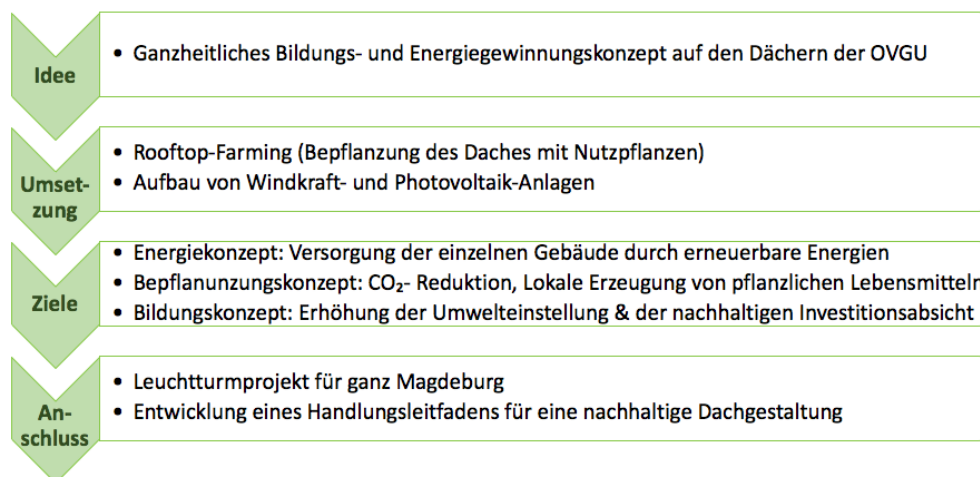 Idee
• Ganzheitliches Bildungs- und Energiegewinnungskonzept auf den Dächern der OVGU
Umset-
zung
• Rooftop-Farming (Bepflanzung des Daches mit Nutzpflanzen)
• Aufbau von Windkraft- und Photovoltaik-Anlagen
Ziele
• Energiekonzept: Versorgung der einzelnen Gebäude durch erneuerbare Energien
• Bepflanunzungskonzept: CO₂- Reduktion, Lokale Erzeugung von pflanzlichen Lebensmitteln
• Bildungskonzept: Erhöhung der Umwelteinstellung & der nachhaltigen Investitionsabsicht
An-
schluss
• Leuchtturmprojekt für ganz Magdeburg
• Entwicklung eines Handlungsleitfadens für eine nachhaltige Dachgestaltung